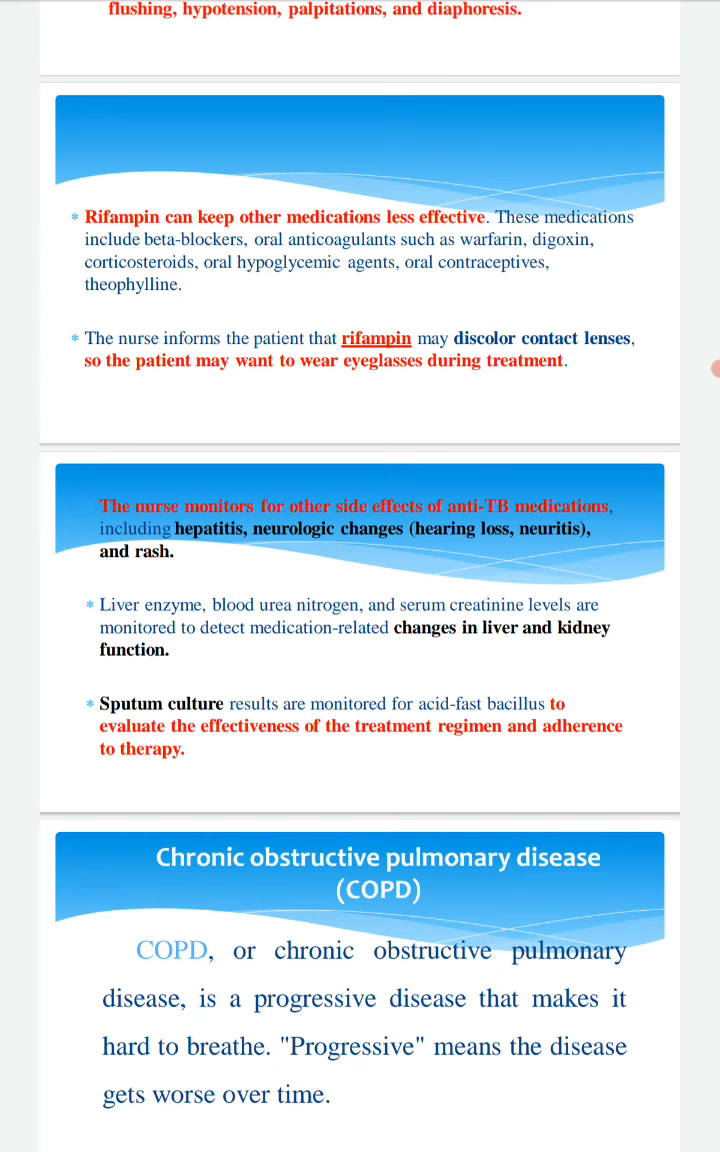 flushing, hypotension, palpitations, and diaphoresis.
* Rifampin can keep other medications less effective. These medications
include beta-blockers, oral anticoagulants such as warfarin, digoxin,
corticosteroids, oral hypoglycemic agents, oral contraceptives,
theophylline.
* The nurse informs the patient that rifampin may discolor contact lenses,
so the patient may want to wear eyeglasses during treatment.
The nurse monitors for other side effects of anti-TB medications,
including hepatitis, neurologic changes (hearing loss, neuritis),
and rash.
* Liver enzyme, blood urea nitrogen, and serum creatinine levels are
monitored to detect medication-related changes in liver and kidney
function.
* Sputum culture results are monitored for acid-fast bacillus to
evaluate the effectiveness of the treatment regimen and adherence
to therapy.
Chronic obstructive pulmonary disease
(COPD)
COPD, or chronic obstructive pulmonary
disease, is a progressive disease that makes it
hard to breathe. "Progressive" means the disease
gets worse over time.